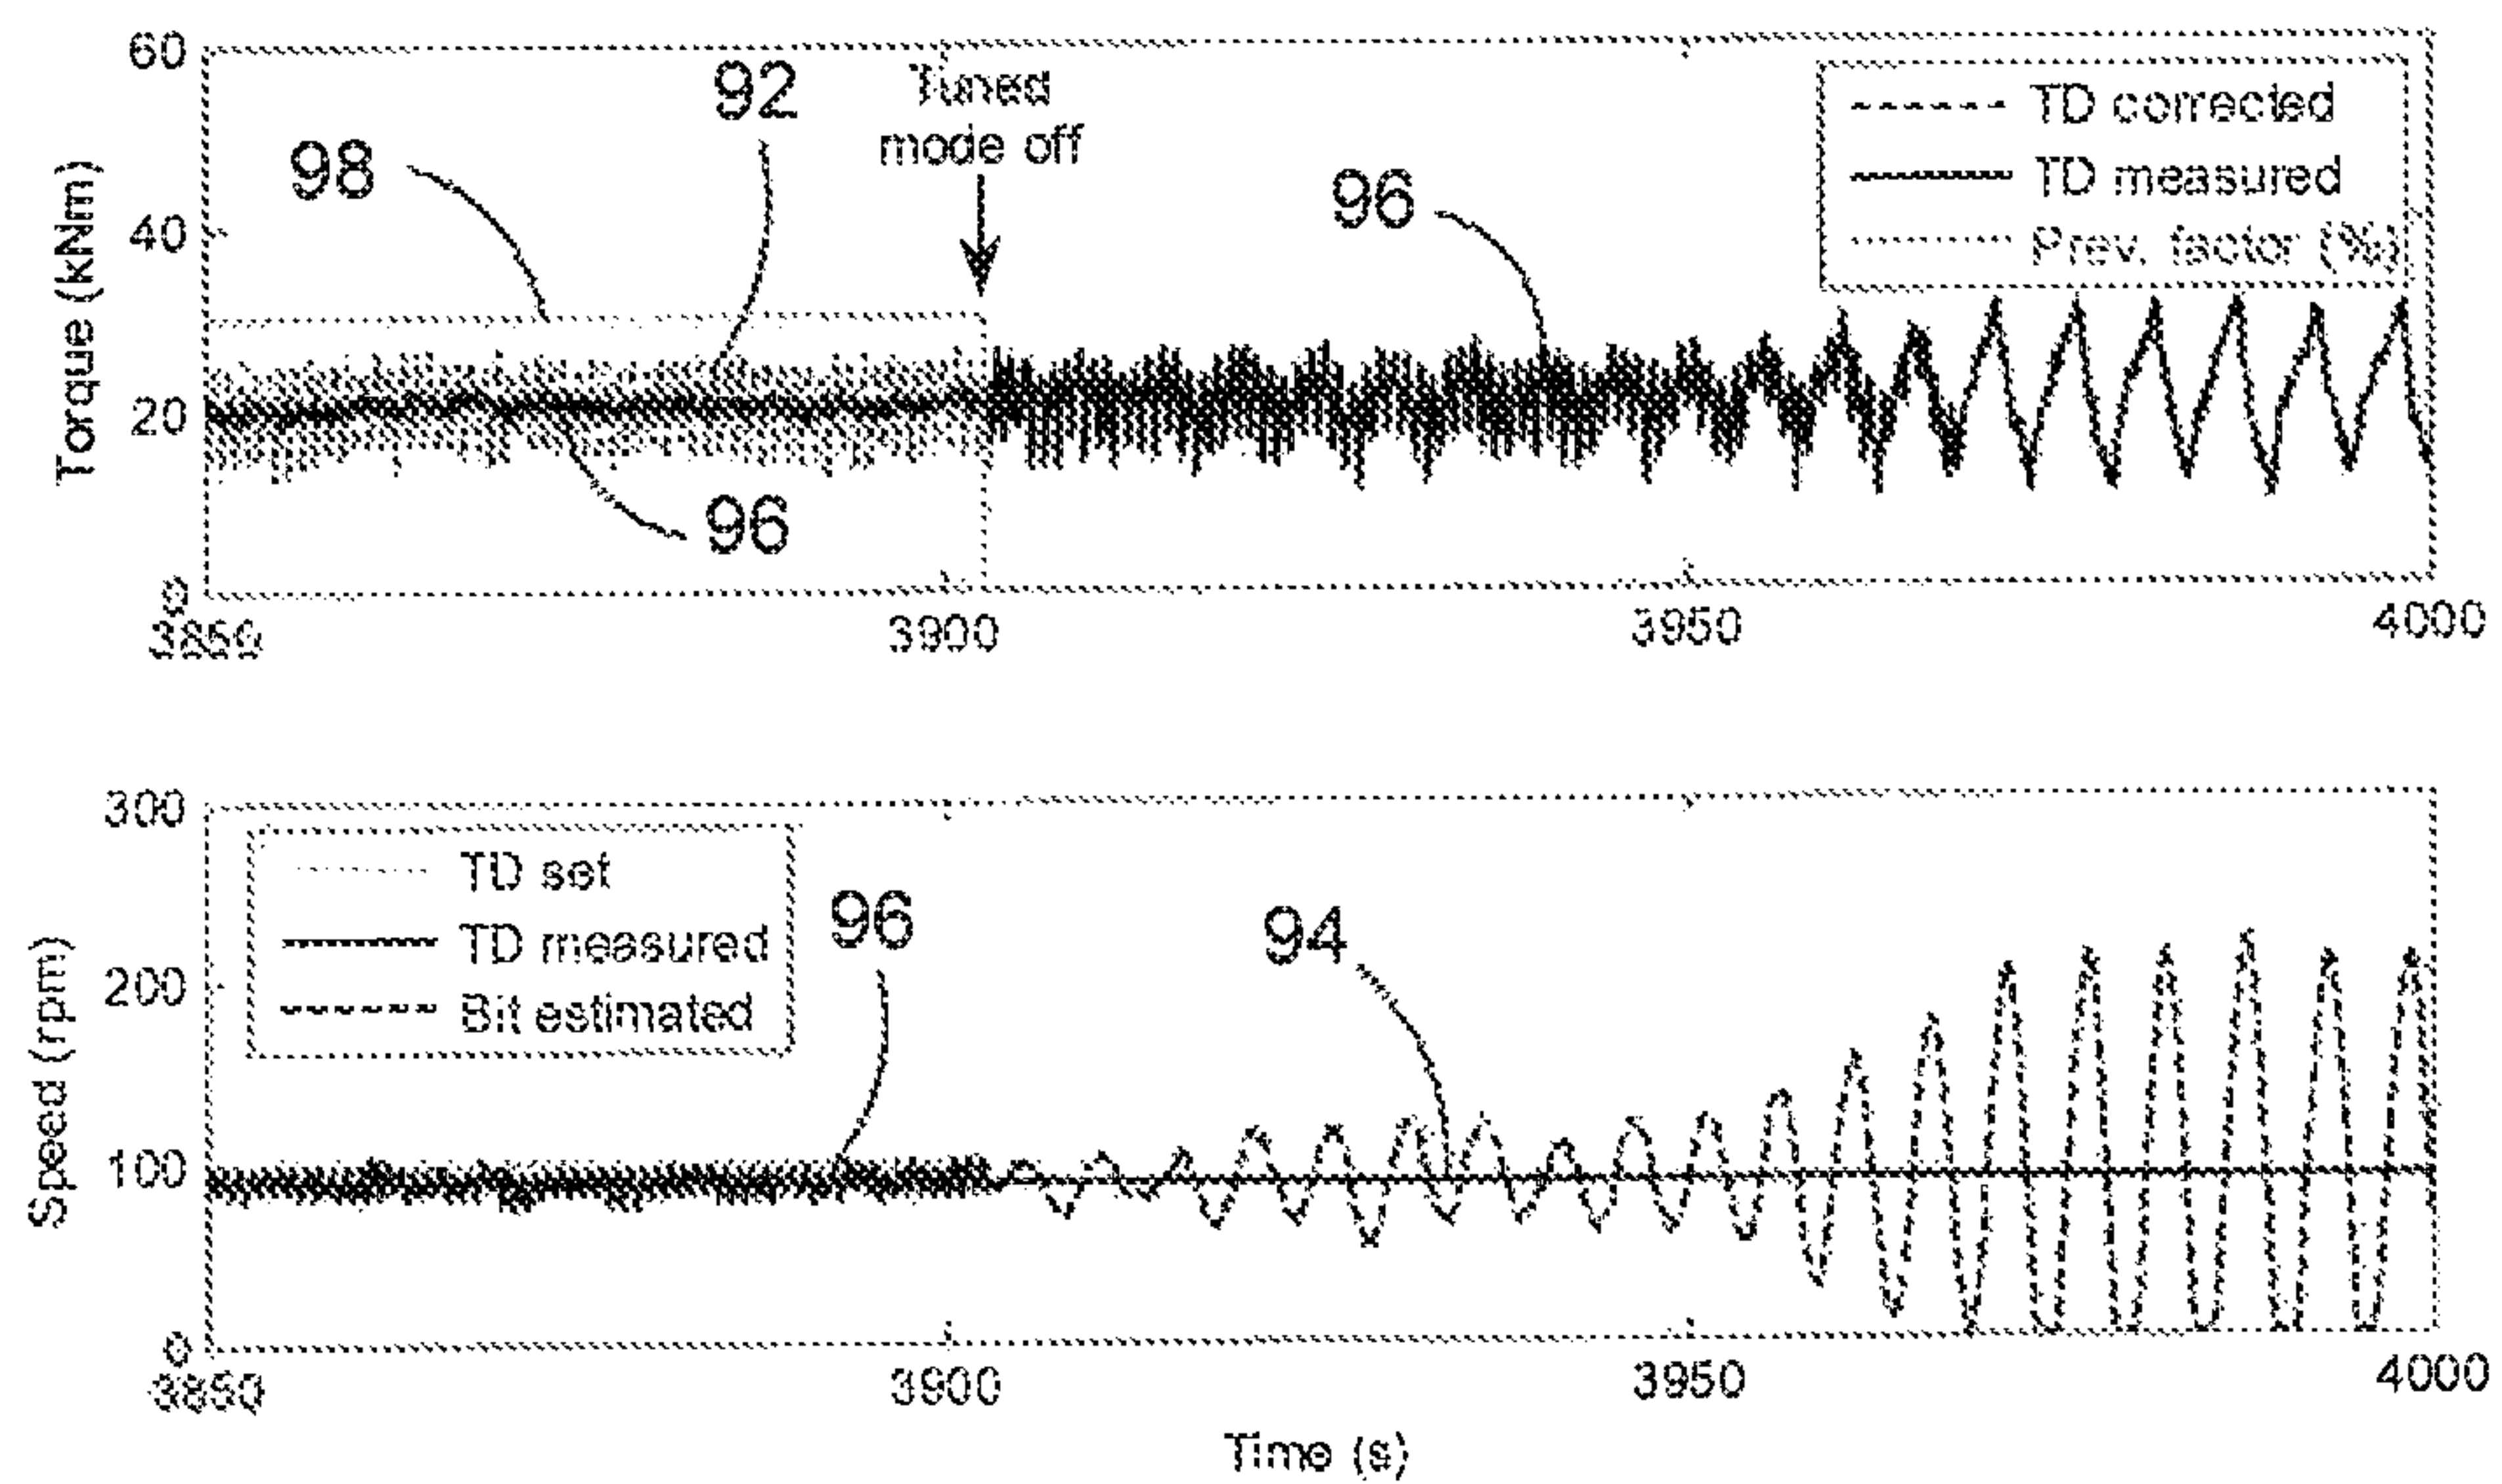 60
92
Tuned
mode off
98
96
TD corrected
TD measured
Prev. factor (%)
40
20
96
0
Torque (kNm)
3850
3900
3950
4000
300
TD set
TD measured
Bit estimated
96
94
200
100
0
Speed (rpm)
3850
3900
3950
4000
Time (s)